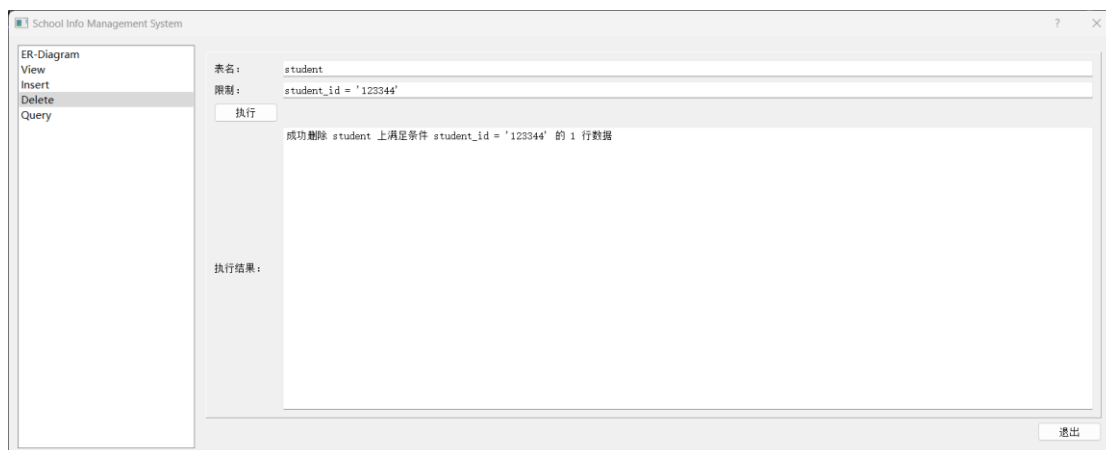 School Info Management System
ER-Diagram
View
Insert
Delete
Query
表名：
student
限制：
student_id = '123344'
执行
成功删除 student 上满足条件 student_id = '123344' 的 1 行数据
执行结果：
退出